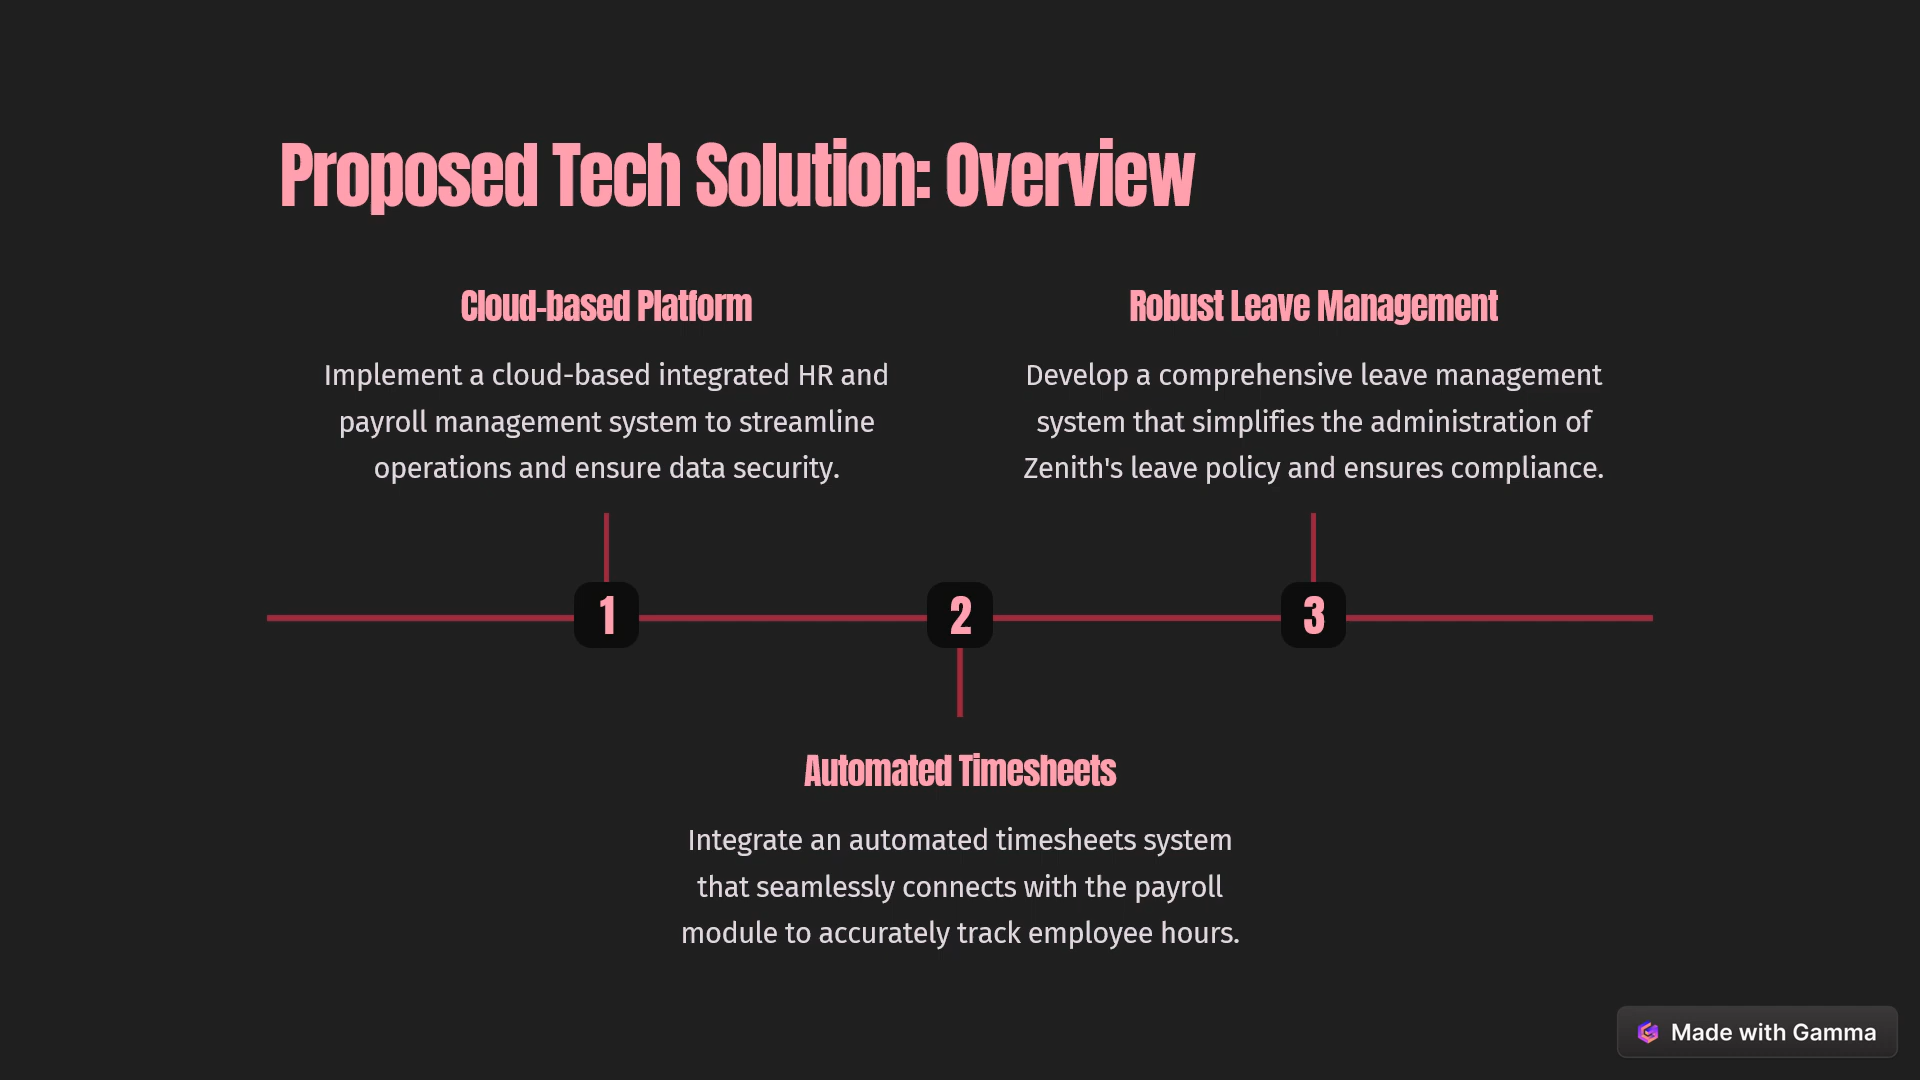 Proposed Tech Solution: Overview
Cloud-based Platform
Implement a cloud-based integrated HR and
payroll management system to streamline
operations and ensure data security.
Robust Leave Management
Develop a comprehensive leave management
system that simplifies the administration of
Zenith's leave policy and ensures compliance.
1
2
3
Automated Timesheets
Integrate an automated timesheets system
that seamlessly connects with the payroll
module to accurately track employee hours.
Made with Gamma